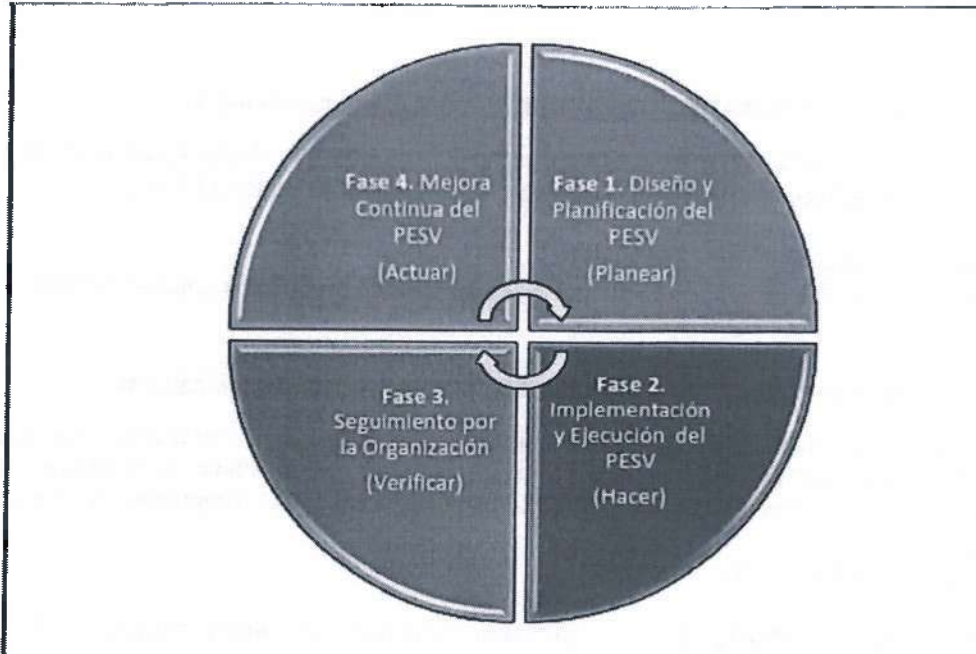 Fase 1. Diseño y
Planificación del
PESV
(Planear)
Fase 2.
Implementación
y Ejecución del
PESV
(Hacer)
Fase 3.
Seguimiento por
la Organización
(Verificar)
Fase 4. Mejora
Continua del
PESV
(Actuar)